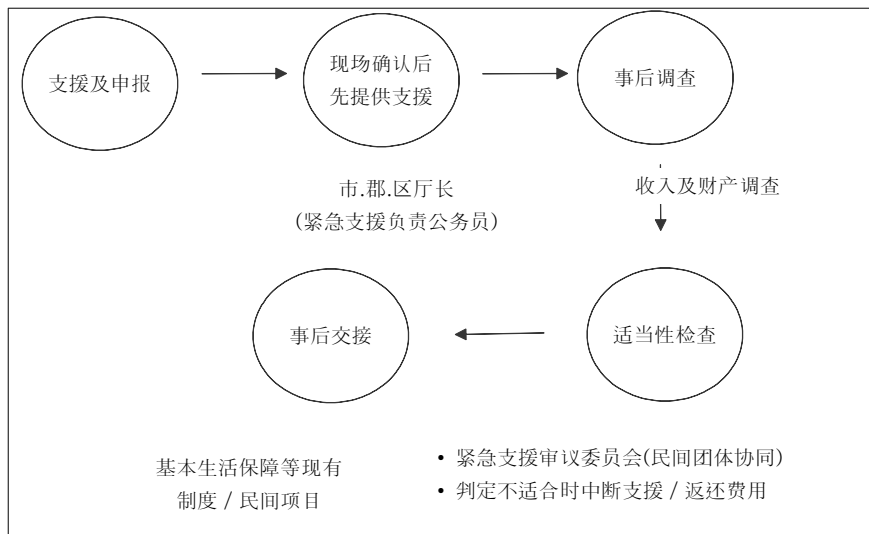 支援及申报
现场确认后
先提供支援
事后调查
市.郡.区厅长
(紧急支援负责公务员)
收入及财产调查
事后交接
适当性检查
基本生活保障等现有
制度 / 民间项目
• 紧急支援审议委员会(民间团体协同)
• 判定不适合时中断支援 / 返还费用